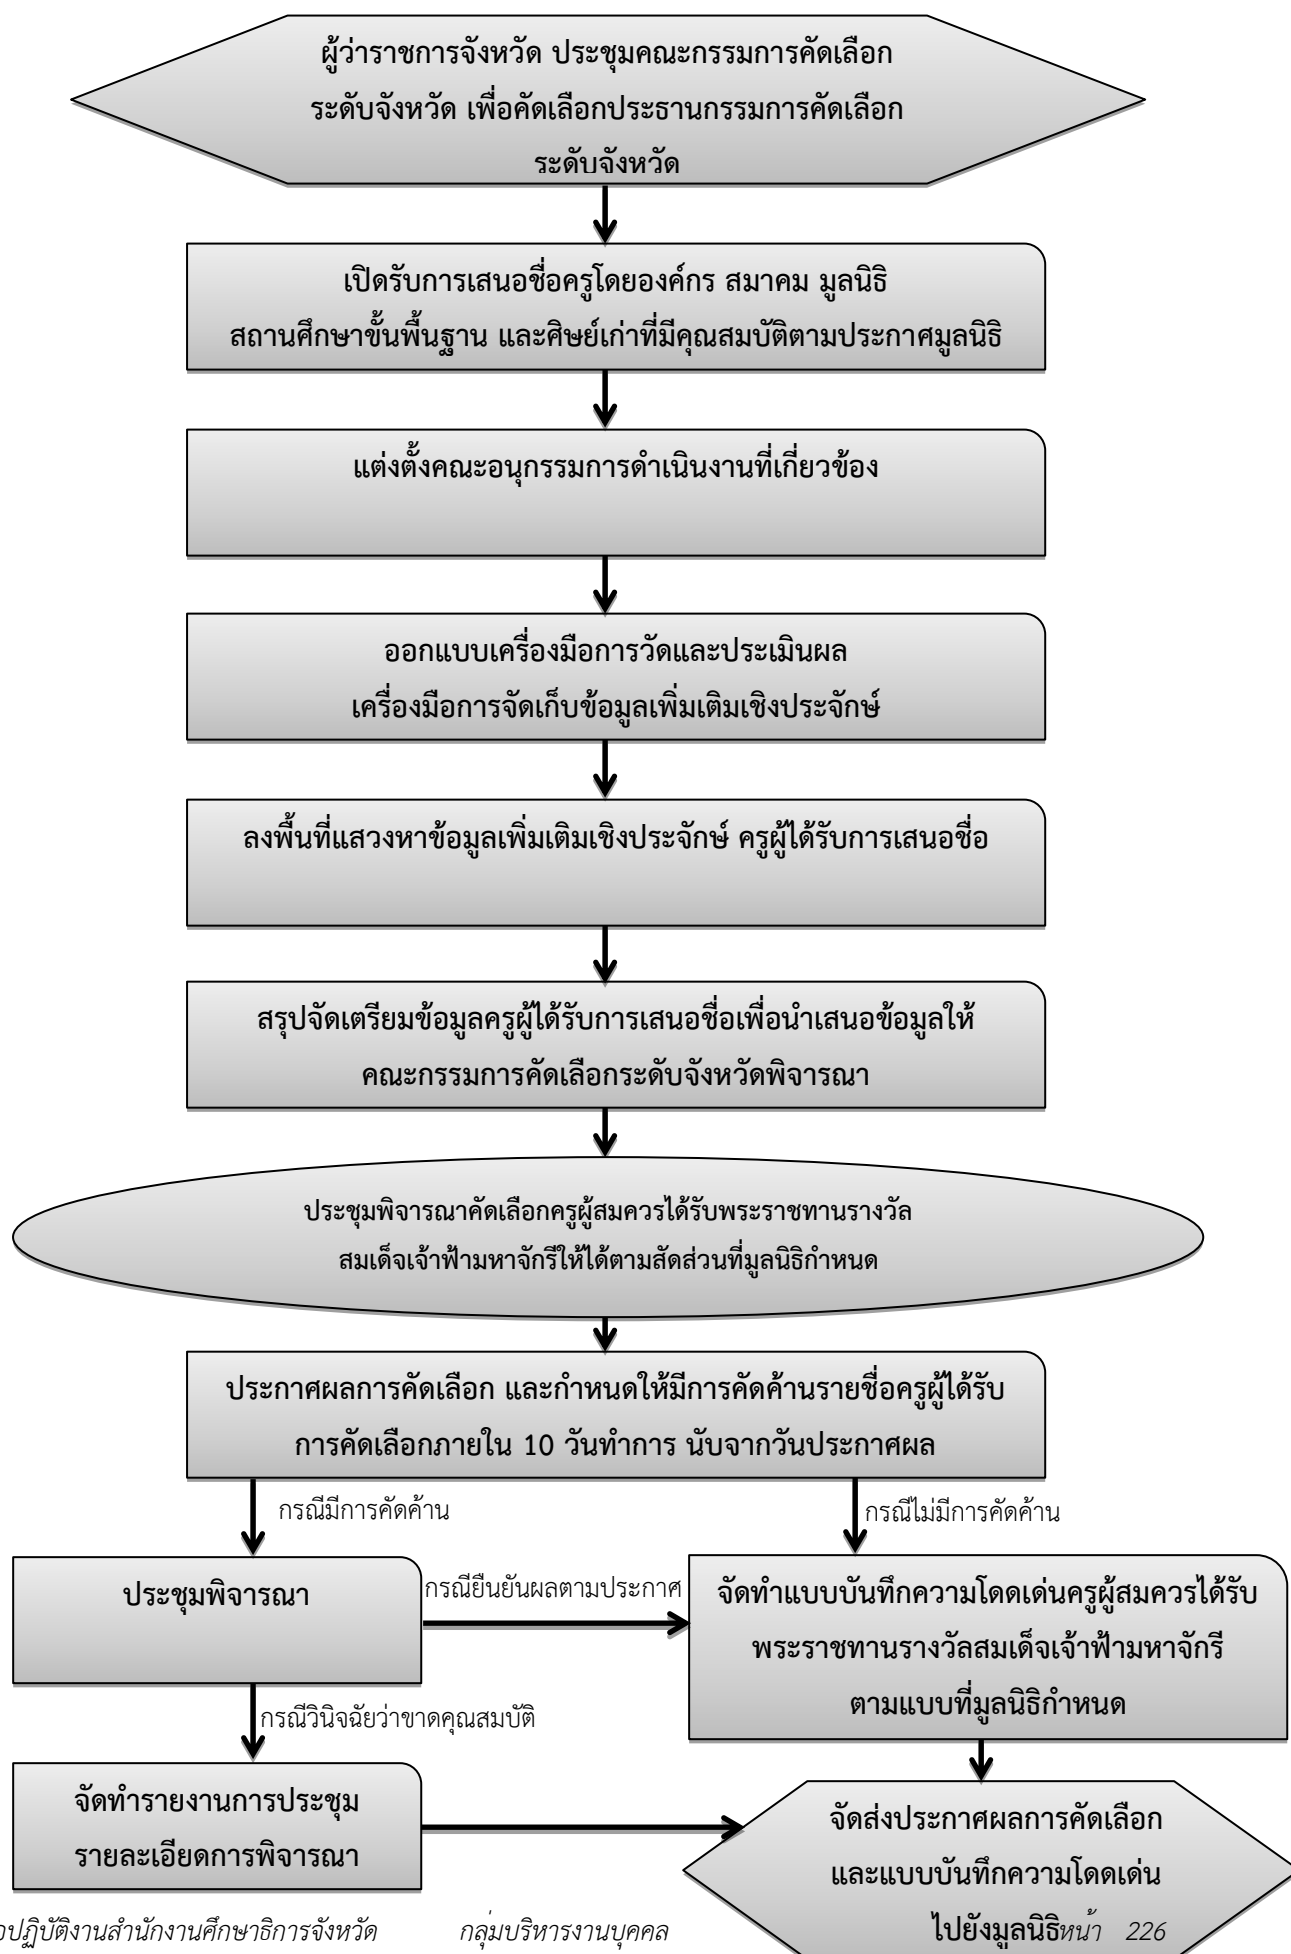 ผู้ว่าราชการจังหวัด ประชุมคณะกรรมการคัดเลือก
ระดับจังหวัด เพื่อคัดเลือกประธานกรรมการคัดเลือก
ระดับจังหวัด
เปิดรับการเสนอชื่อครูโดยองค์กร สมาคม มูลนิธิ
สถานศึกษาขั้นพื้นฐาน และศิษย์เก่าที่มีคุณสมบัติตามประกาศมูลนิธิ
แต่งตั้งคณะอนุกรรมการดำเนินงานที่เกี่ยวข้อง
ออกแบบเครื่องมือการวัดและประเมินผล
เครื่องมือการจัดเก็บข้อมูลเพิ่มเติมเชิงประจักษ์
ลงพื้นที่แสวงหาข้อมูลเพิ่มเติมเชิงประจักษ์ ครูผู้ได้รับการเสนอชื่อ
สรุปจัดเตรียมข้อมูลครูผู้ได้รับการเสนอชื่อเพื่อนำเสนอข้อมูลให้
คณะกรรมการคัดเลือกระดับจังหวัดพิจารณา
ประชุมพิจารณาคัดเลือกครูผู้สมควรได้รับพระราชทานรางวัล
สมเด็จเจ้าฟ้ามหาจักรีให้ได้ตามสัดส่วนที่มูลนิธิกำหนด
ประกาศผลการคัดเลือก และกำหนดให้มีการคัดค้านรายชื่อครูผู้ได้รับ
การคัดเลือกภายใน 10 วันทำการ นับจากวันประกาศผล
กรณีมีการคัดค้าน
กรณีไม่มีการคัดค้าน
ประชุมพิจารณา
กรณียืนยันผลตามประกาศ
จัดทำแบบบันทึกความโดดเด่นครูผู้สมควรได้รับ
พระราชทานรางวัลสมเด็จเจ้าฟ้ามหาจักรี
ตามแบบที่มูลนิธิกำหนด
กรณีวินิจฉัยว่าขาดคุณสมบัติ
จัดทำรายงานการประชุม
รายละเอียดการพิจารณา
จัดส่งประกาศผลการคัดเลือก
และแบบบันทึกความโดดเด่น
ไปยังมูลนิธิ
ปฏิบัติงานสำนักงานศึกษาธิการจังหวัด กลุ่มบริหารงานบุคคล หน้า 226